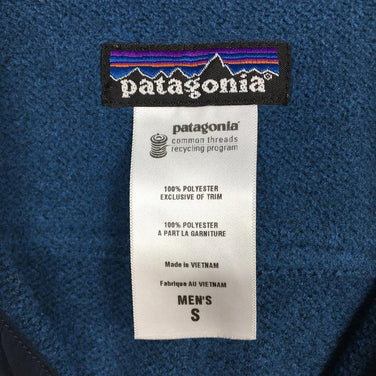 patagonia®
patagonia®
common threads
recycling program
100% POLYESTER
EXCLUSIVE OF TRIM
100% POLYESTER
A PART LA GARNITURE
Made in VIETNAM
Fabrique AU VIETNAM
MEN'S
S